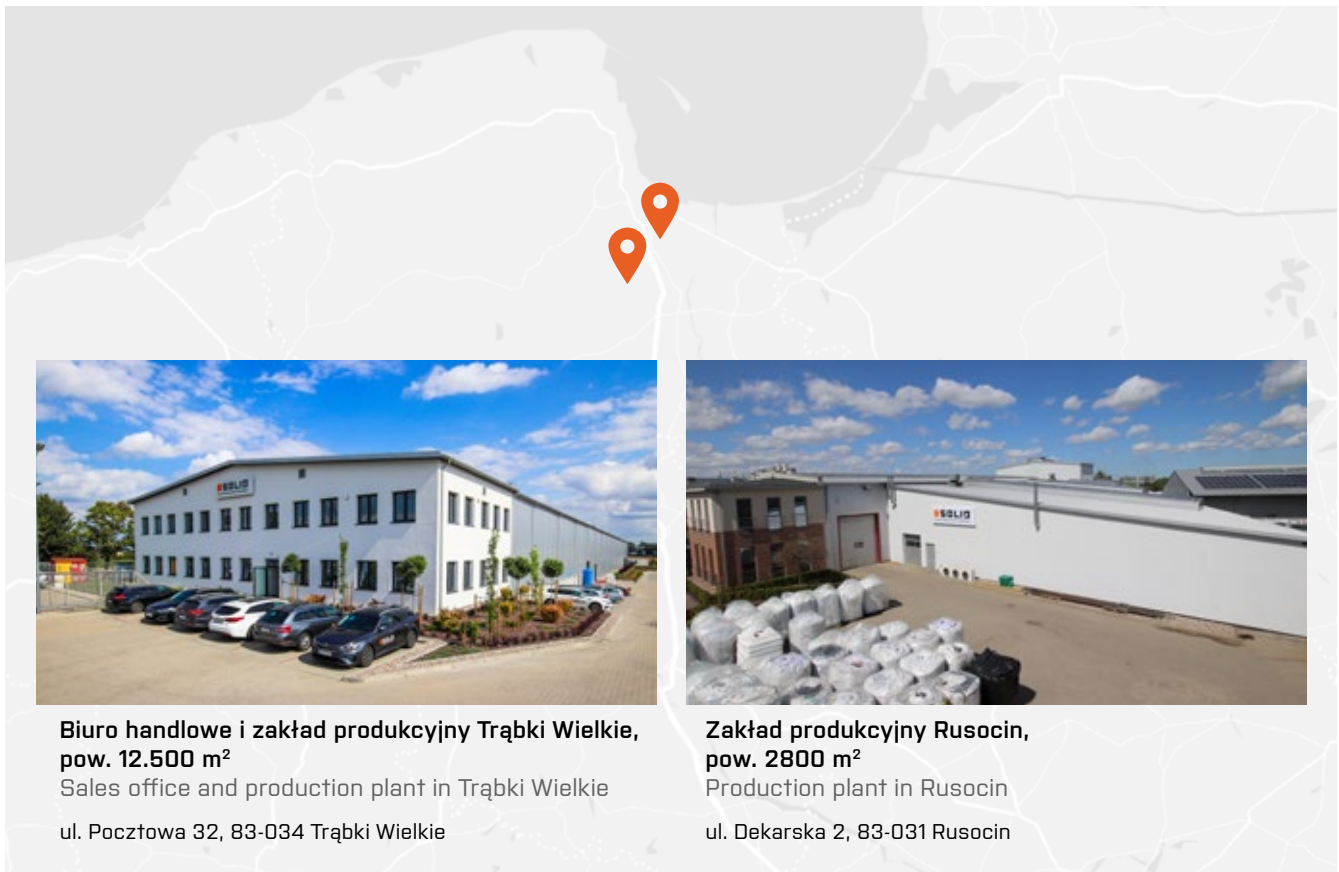 SOLID
SOLID
Biuro handlowe i zakład produkcyjny Trąbki Wielkie,
pow. 12.500 m²
Sales office and production plant in Trąbki Wielkie
ul. Pocztowa 32, 83-034 Trąbki Wielkie
Zakład produkcyjny Rusocin,
pow. 2800 m²
Production plant in Rusocin
ul. Dekarska 2, 83-031 Rusocin